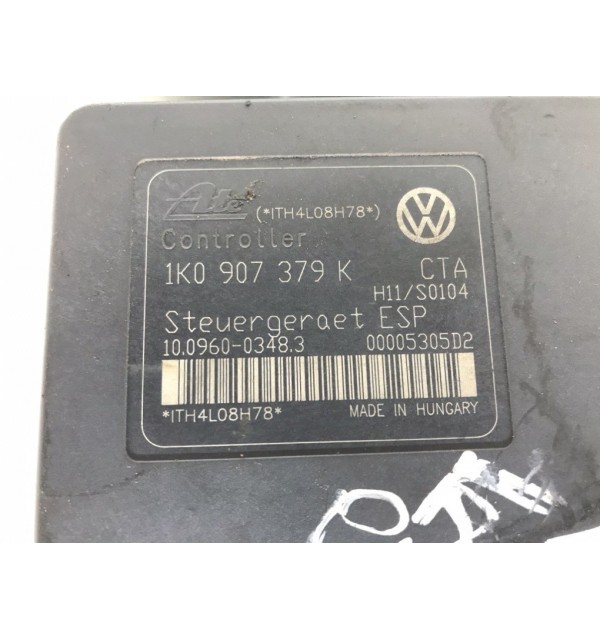 Ate (*ITH4L08H78*)
Controller
1K0 907 379 K CTA
H11/S0104
Steuergeraet ESP
10.0960-0348.3 00005305D2
*ITH4L08H78* MADE IN HUNGARY